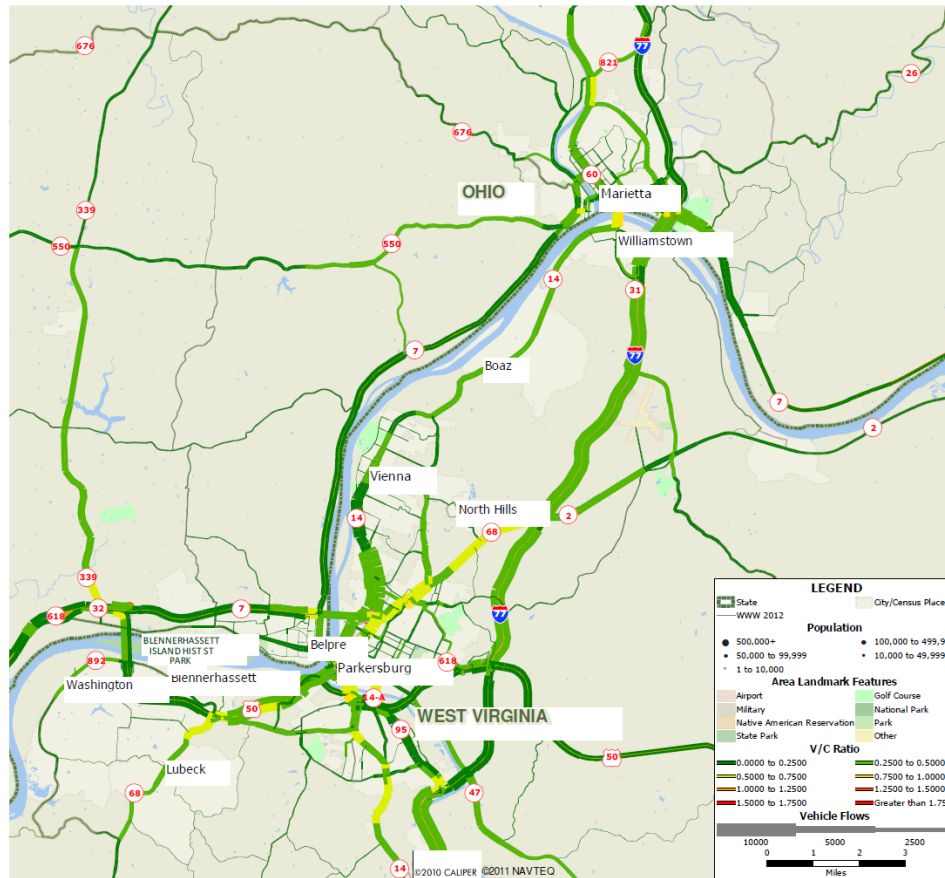 676
77
821
26
676
60
OHIO
Marietta
339
550
550
Williamstown
14
31
77
7
Boaz
7
2
Vienna
North Hills
14
2
68
339
618
32
7
77
BLENNERHASSETT
ISLAND HIST ST
PARK
Belpre
892
Parkersburg
618
Washington
Blennerhassett
14-A
50
WEST VIRGINIA
95
50
Lubeck
68
47
14
©2010 CALIPER ©2011 NAVTEQ
LEGEND
State
City/Census Place
WWW 2012
Population
500,000+
100,000 to 499,9
50,000 to 99,999
10,000 to 49,999
1 to 10,000
Area Landmark Features
Airport
Golf Course
Military
National Park
Native American Reservation
Park
State Park
Other
V/C Ratio
0.0000 to 0.2500
0.2500 to 0.5000
0.5000 to 0.7500
0.7500 to 1.0000
1.0000 to 1.2500
1.2500 to 1.5000
1.5000 to 1.7500
Greater than 1.75
Vehicle Flows
10000 5000 2500
0 1 2 3
Miles